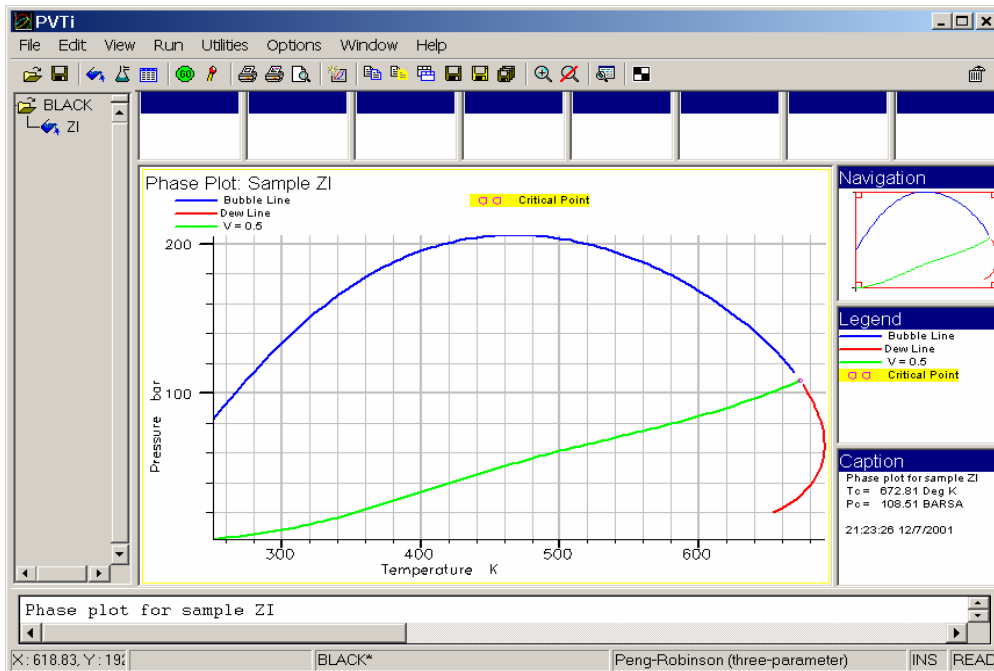 PVTi
File Edit View Run Utilities Options Window Help
GO
BLACK
ZI
Phase Plot: Sample ZI
Bubble Line
Dew Line
V = 0.5
Critical Point
200
100
Pressure bar
300 400 500 600
Temperature K
Navigation
Legend
Bubble Line
Dew Line
V = 0.5
Critical Point
Caption
Phase plot for sample ZI
Tc= 672.81 Deg K
Pc= 108.51 BARSA
21:23:26 12/7/2001
Phase plot for sample ZI
X: 618.83, Y: 192 BLACK* Peng-Robinson (three-parameter) INS READ